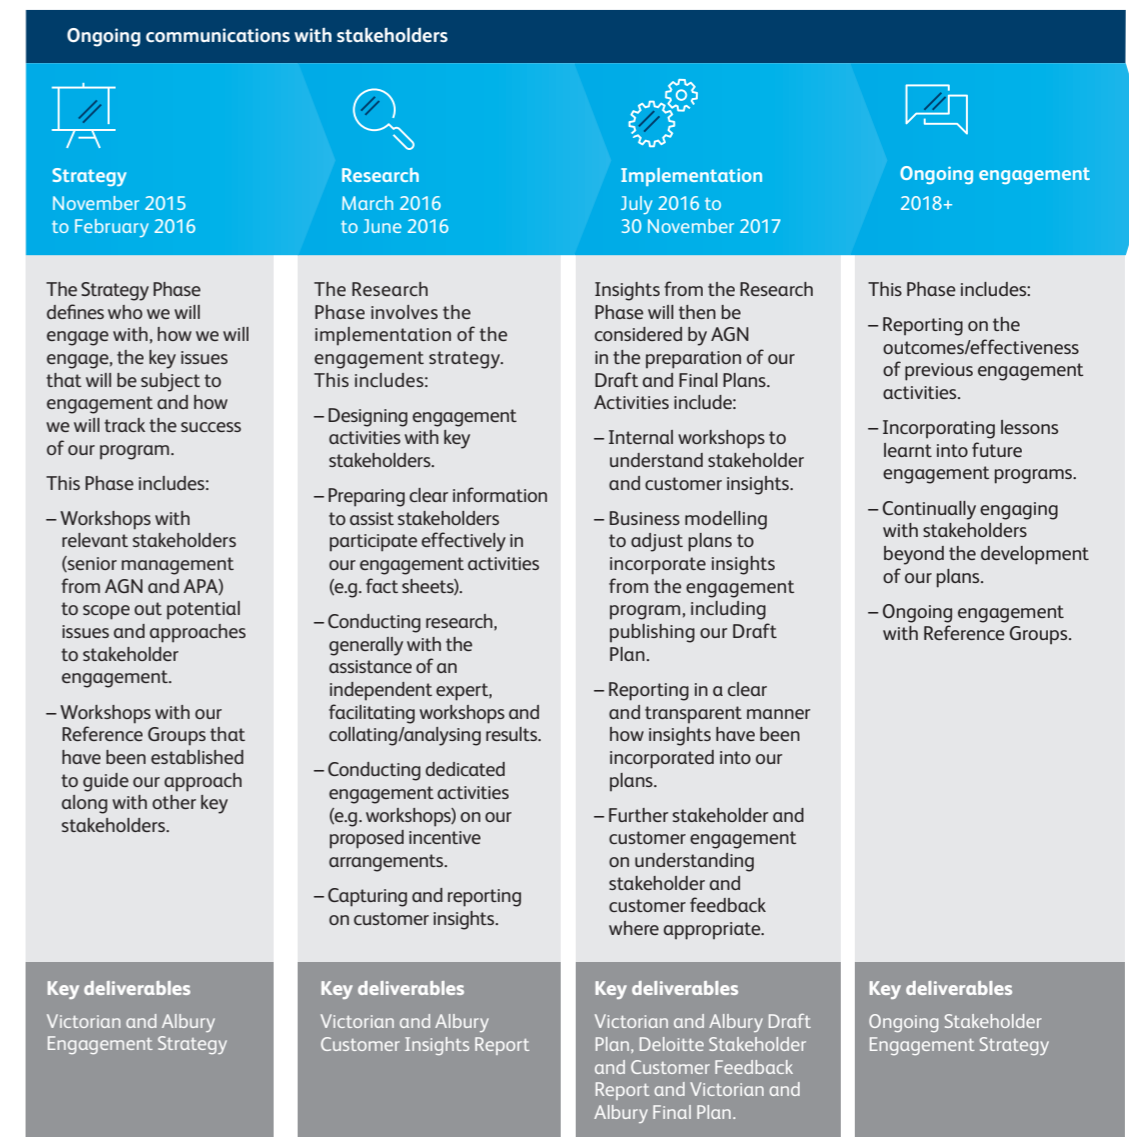 Ongoing communications with stakeholders
Strategy
November 2015
to February 2016
Research
March 2016
to June 2016
Implementation
July 2016 to
30 November 2017
Ongoing engagement
2018+
The Strategy Phase
defines who we will
engage with, how we will
engage, the key issues
that will be subject to
engagement and how
we will track the success
of our program.
This Phase includes:
– Workshops with
relevant stakeholders
(senior management
from AGN and APA)
to scope out potential
issues and approaches
to stakeholder
engagement.
– Workshops with our
Reference Groups that
have been established
to guide our approach
along with other key
stakeholders.
The Research
Phase involves the
implementation of the
engagement strategy.
This includes:
– Designing engagement
activities with key
stakeholders.
– Preparing clear information
to assist stakeholders
participate effectively in
our engagement activities
(e.g. fact sheets).
– Conducting research,
generally with the
assistance of an
independent expert,
facilitating workshops and
collating/analysing results.
– Conducting dedicated
engagement activities
(e.g. workshops) on our
proposed incentive
arrangements.
– Capturing and reporting
on customer insights.
Insights from the Research
Phase will then be
considered by AGN
in the preparation of our
Draft and Final Plans.
Activities include:
– Internal workshops to
understand stakeholder
and customer insights.
– Business modelling
to adjust plans to
incorporate insights
from the engagement
program, including
publishing our Draft
Plan.
– Reporting in a clear
and transparent manner
how insights have been
incorporated into our
plans.
– Further stakeholder and
customer engagement
on understanding
stakeholder and
customer feedback
where appropriate.
This Phase includes:
– Reporting on the
outcomes/effectiveness
of previous engagement
activities.
– Incorporating lessons
learnt into future
engagement programs.
– Continually engaging
with stakeholders
beyond the development
of our plans.
– Ongoing engagement
with Reference Groups.
Key deliverables
Victorian and Albury
Engagement Strategy
Key deliverables
Victorian and Albury
Customer Insights Report
Key deliverables
Victorian and Albury Draft
Plan, Deloitte Stakeholder
and Customer Feedback
Report and Victorian and
Albury Final Plan.
Key deliverables
Ongoing Stakeholder
Engagement Strategy